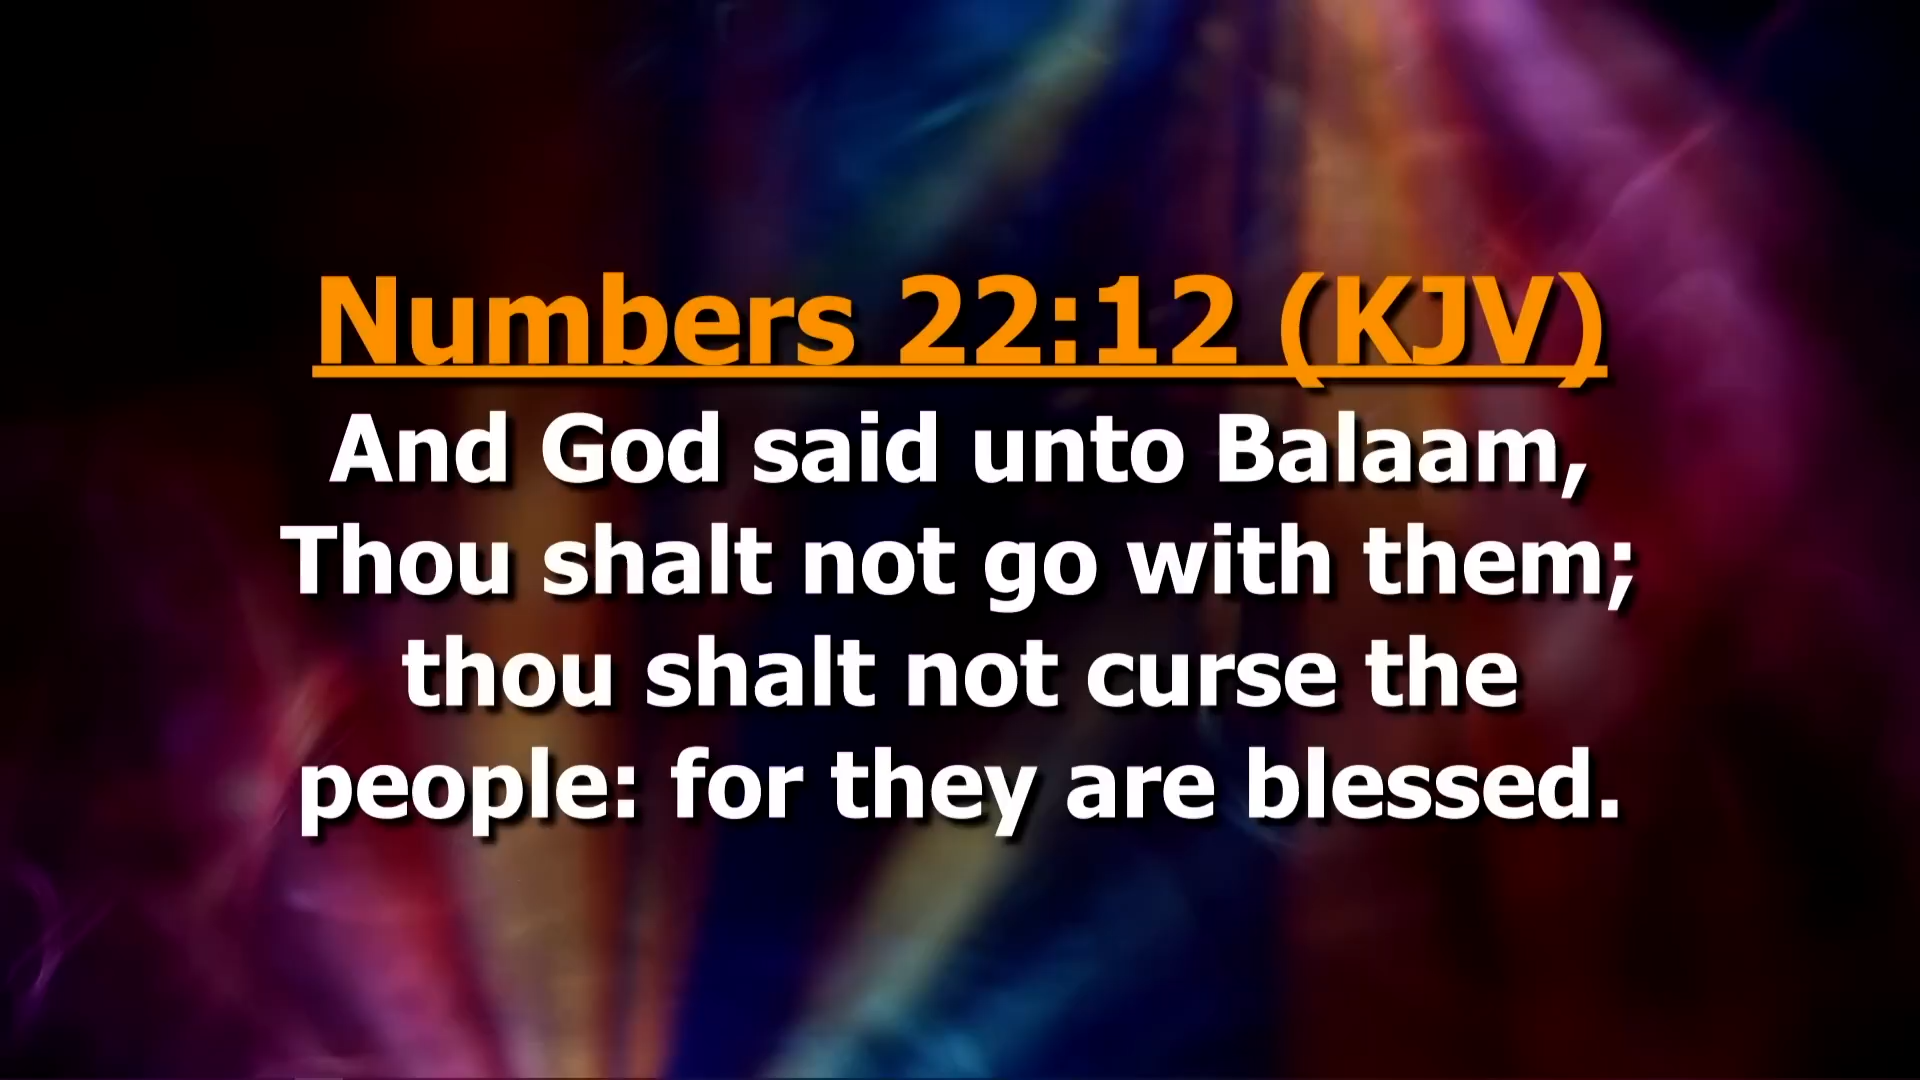 Numbers 22:12 (KJV)
And God said unto Balaam,
Thou shalt not go with them;
thou shalt not curse the
people: for they are blessed.